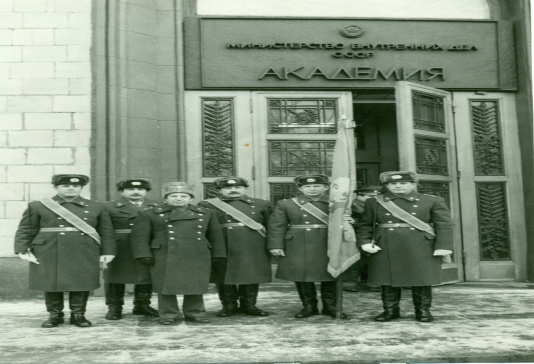 МИНИСТЕРСТВО ВНУТРЕННИХ ДЕЛ
СССР
АКАДЕМИЯ